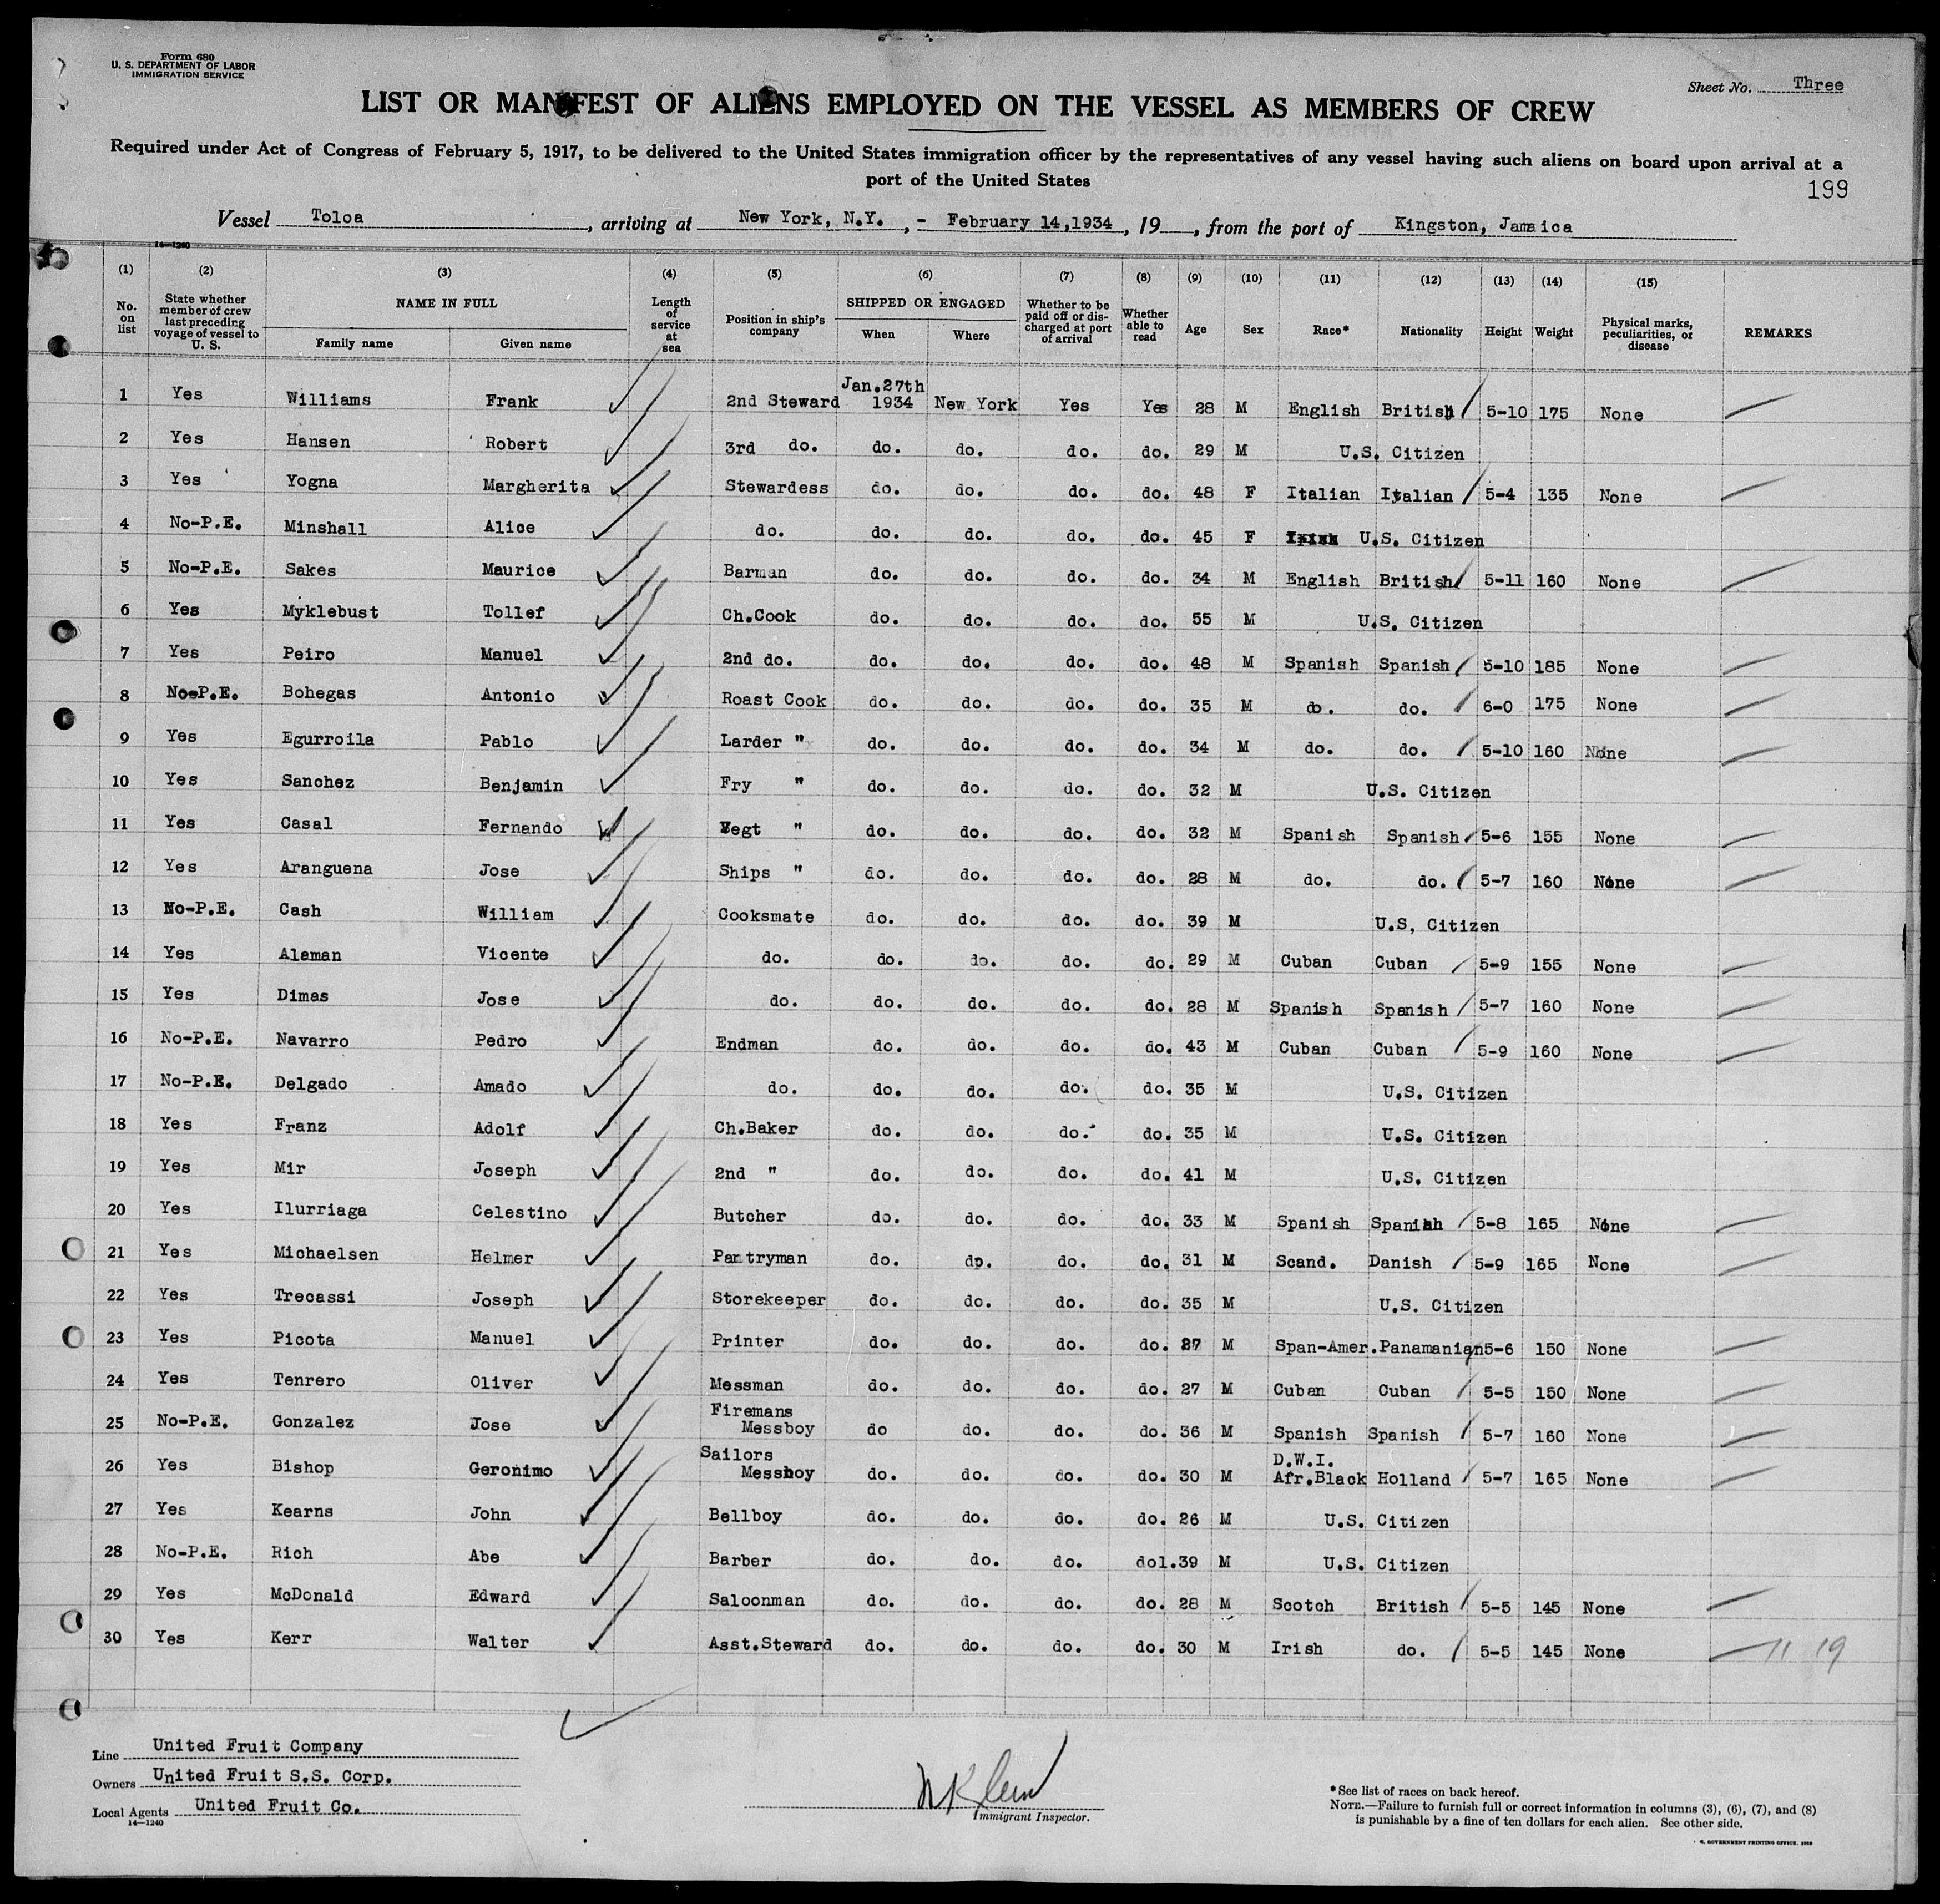 Form 680
U. S. DEPARTMENT OF LABOR
IMMIGRATION SERVICE
Sheet No. Three
LIST OR MANIFEST OF ALIENS EMPLOYED ON THE VESSEL AS MEMBERS OF CREW
Required under Act of Congress of February 5, 1917, to be delivered to the United States immigration officer by the representatives of any vessel having such aliens on board upon arrival at a
port of the United States
199
Vessel Toloa, arriving at New York, N.Y., - February 14,1934, 19, from the port of Kingston, Jamaica
14—1240
(1) (2) (3) (4) (5) (6) (7) (8) (9) (10) (11) (12) (13) (14) (15)
No. on list State whether member of crew last preceding voyage of vessel to U. S. NAME IN FULL Family name Given name Length of service at sea Position in ship's company SHIPPED OR ENGAGED When Where Whether to be paid off or discharged at port of arrival Whether able to read Age Sex Race* Nationality Height Weight Physical marks, peculiarities, or disease REMARKS
1 Yes Williams Frank 2nd Steward Jan.27th 1934 New York Yes Yes 28 M English British 5-10 175 None
2 Yes Hansen Robert 3rd do. do. do. do. do. 29 M U.S. Citizen
3 Yes Yogna Margherita Stewardess do. do. do. do. 48 F Italian Italian 5-4 135 None
4 No-P.E. Minshall Alice do. do. do. do. do. 45 F U.S. Citizen
5 No-P.E. Sakes Maurice Barman do. do. do. do. 34 M English British 5-11 160 None
6 Yes Myklebust Tollef Ch.Cook do. do. do. do. 55 M U.S. Citizen
7 Yes Peiro Manuel 2nd do. do. do. do. do. 48 M Spanish Spanish 5-10 185 None
8 No-P.E. Bohegas Antonio Roast Cook do. do. do. do. 35 M do. do. 6-0 175 None
9 Yes Egurroila Pablo Larder " do. do. do. do. 34 M do. do. 5-10 160 None
10 Yes Sanchez Benjamin Fry " do. do. do. do. 32 M U.S. Citizen
11 Yes Casal Fernando Vegt " do. do. do. do. 32 M Spanish Spanish 5-6 155 None
12 Yes Aranguena Jose Ships " do. do. do. do. 28 M do. do. 5-7 160 None
13 No-P.E. Cash William Cooksmate do. do. do. do. 39 M U.S, Citizen
14 Yes Alaman Vicente do. do. do. do. do. 29 M Cuban Cuban 5-9 155 None
15 Yes Dimas Jose do. do. do. do. do. 28 M Spanish Spanish 5-7 160 None
16 No-P.E. Navarro Pedro Endman do. do. do. do. 43 M Cuban Cuban 5-9 160 None
17 No-P.E. Delgado Amado do. do. do. do. do. 35 M U.S. Citizen
18 Yes Franz Adolf Ch.Baker do. do. do. do. 35 M U.S. Citizen
19 Yes Mir Joseph 2nd " do. do. do. do. 41 M U.S. Citizen
20 Yes Ilurriaga Celestino Butcher do. do. do. do. 33 M Spanish Spanish 5-8 165 None
21 Yes Michaelsen Helmer Pantryman do. do. do. do. 31 M Scand. Danish 5-9 165 None
22 Yes Trecassi Joseph Storekeeper do. do. do. do. 35 M U.S. Citizen
23 Yes Picota Manuel Printer do. do. do. do. 27 M Span-Amer. Panamanian 5-6 150 None
24 Yes Tenrero Oliver Messman do. do. do. do. 27 M Cuban Cuban 5-5 150 None
25 No-P.E. Gonzalez Jose Firemans Messboy do do. do. do. 36 M Spanish Spanish 5-7 160 None
26 Yes Bishop Geronimo Sailors Messboy do. do. do. do. 30 M D.W.I. Afr.Black Holland 5-7 165 None
27 Yes Kearns John Bellboy do. do. do. do. 26 M U.S. Citizen
28 No-P.E. Rich Abe Barber do. do. do. do1. 39 M U.S. Citizen
29 Yes McDonald Edward Saloonman do. do. do. do. 28 M Scotch British 5-5 145 None
30 Yes Kerr Walter Asst.Steward do. do. do. do. 30 M Irish do. 5-5 145 None 11 19
Line United Fruit Company
Owners United Fruit S.S. Corp.
Local Agents United Fruit Co.
14—1240
Immigrant Inspector.
*See list of races on back hereof.
NOTE.—Failure to furnish full or correct information in columns (3), (6), (7), and (8)
is punishable by a fine of ten dollars for each alien. See other side.